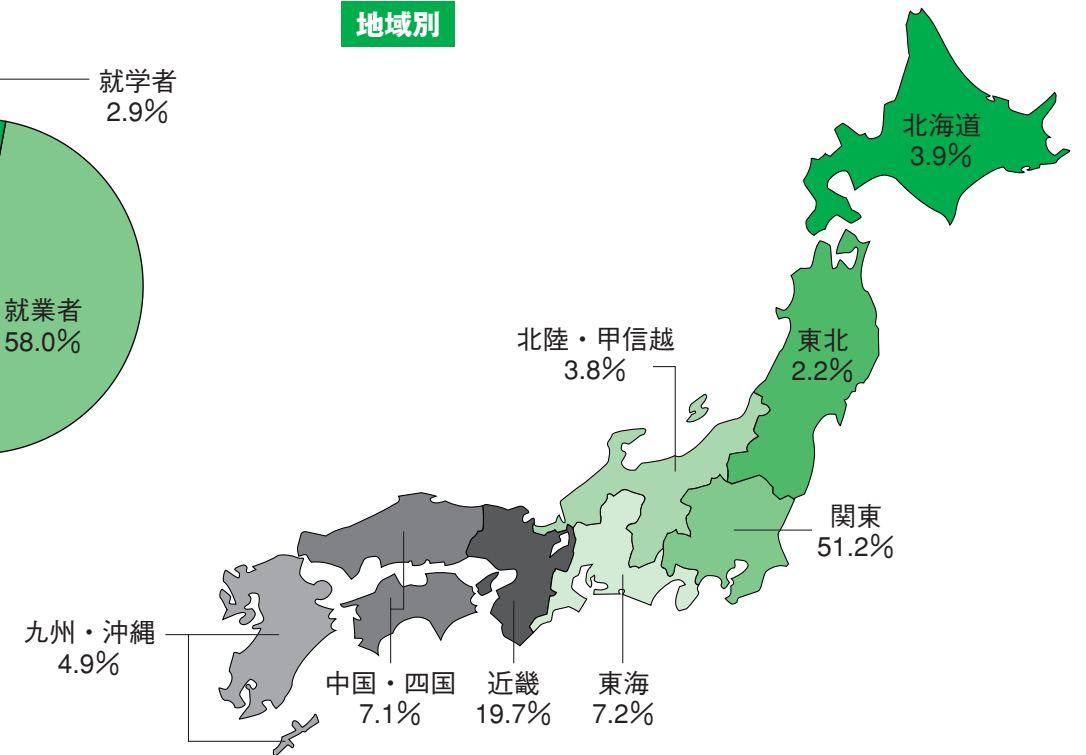 地域別
就学者
2.9%
就業者
58.0%
北海道
3.9%
東北
2.2%
北陸・甲信越
3.8%
関東
51.2%
東海
7.2%
近畿
19.7%
中国・四国
7.1%
九州・沖縄
4.9%